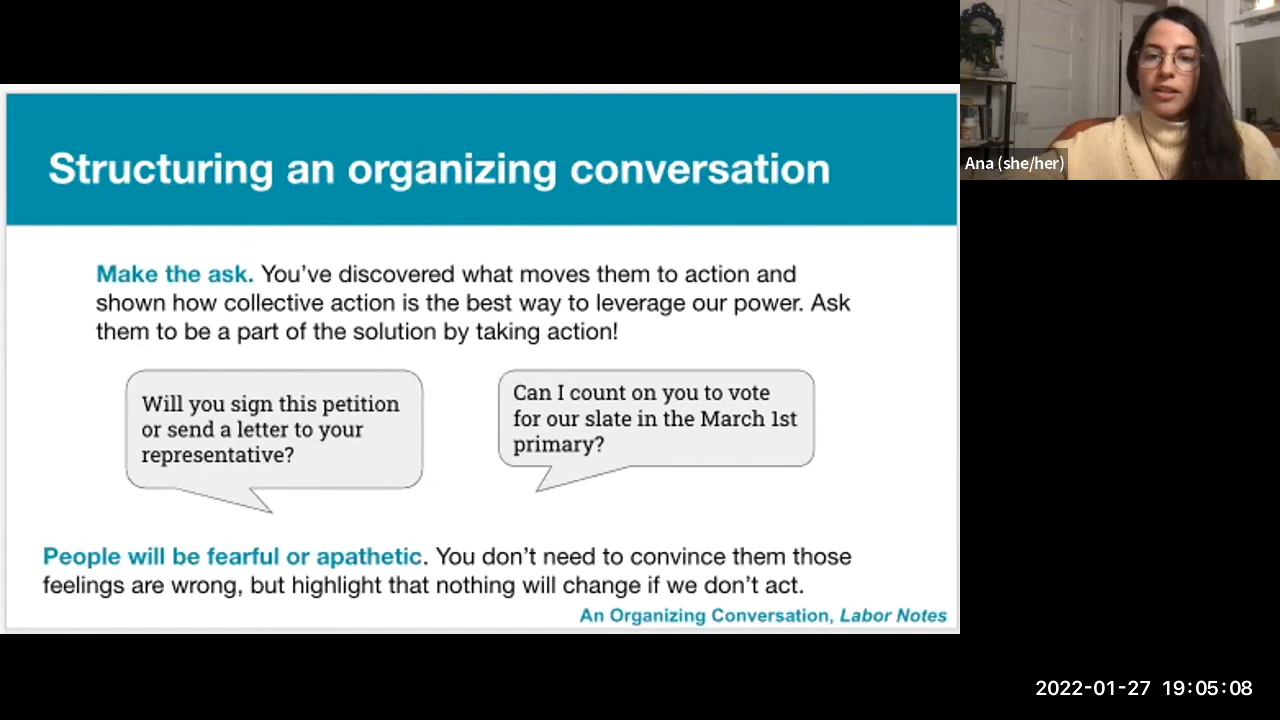 Structuring an organizing conversation
Make the ask. You’ve discovered what moves them to action and
shown how collective action is the best way to leverage our power. Ask
them to be a part of the solution by taking action!
Will you sign this petition
or send a letter to your
representative?
Can I count on you to vote
for our slate in the March 1st
primary?
People will be fearful or apathetic. You don’t need to convince them those
feelings are wrong, but highlight that nothing will change if we don’t act.
An Organizing Conversation, Labor Notes
Ana (she/her)
2022-01-27 19:05:08